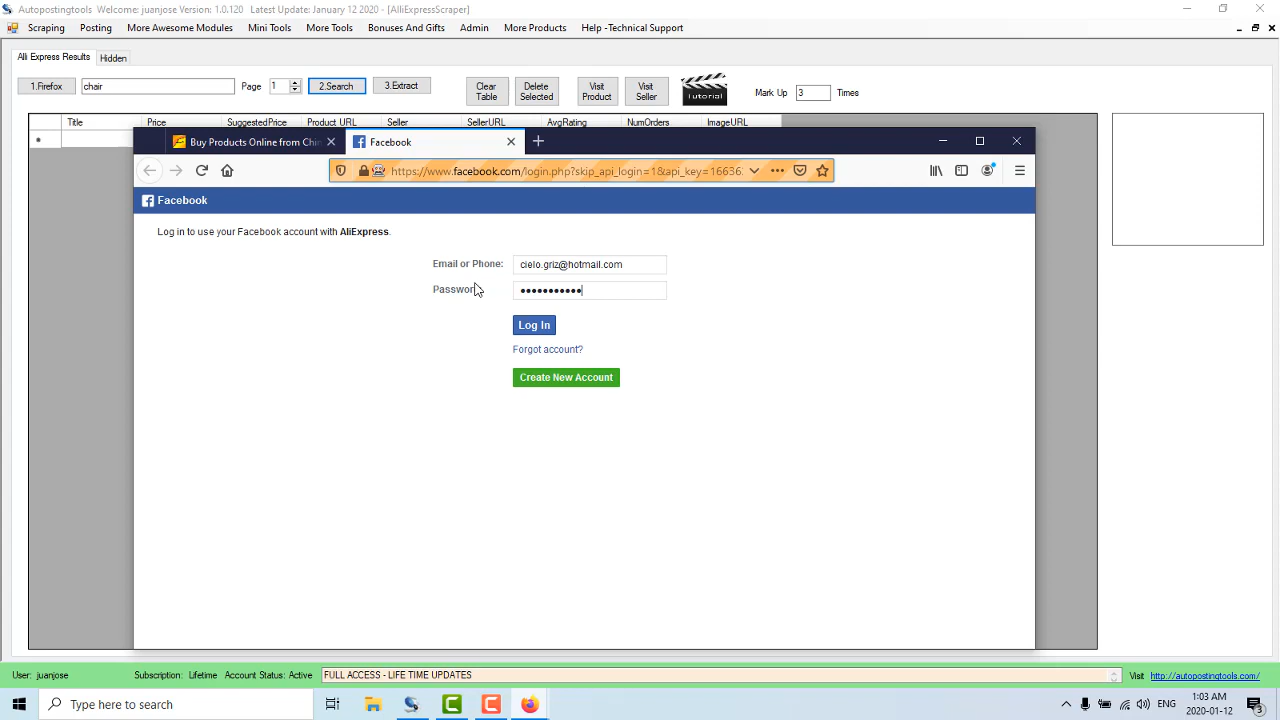 Autopostingtools User: juanjose Version: 1.0.120 Latest Update: January 12 2020 - [AlliExpressScraper]
Scraping Posting More Awesome Modules Mini Tools More Tools Bonuses And Gifts Admin More Products Help -Technical Support
Alli Express Results Hidden
1.Firefox chair Page 1 2.Search 3.Extract Clear Table Delete Selected Visit Product Visit Seller Tutorial Mark Up 3 Times
Title Price SuggestedPrice Product URL Seller SellerURL AvgRating NumOrders ImageURL
Buy Products Online from Chin Facebook
https://www.facebook.com/login.php?skip_api_login=1&api_key=16636
Facebook
Log in to use your Facebook account with AliExpress.
Email or Phone: cielo.griz@hotmail.com
Password •••••••••••
Log In
Forgot account?
Create New Account
User: juanjose Subscription: Lifetime Account Status: Active FULL ACCESS - LIFE TIME UPDATES Visit http://autopostingtools.com/
Type here to search ENG 1:03 AM
2020-01-12 3